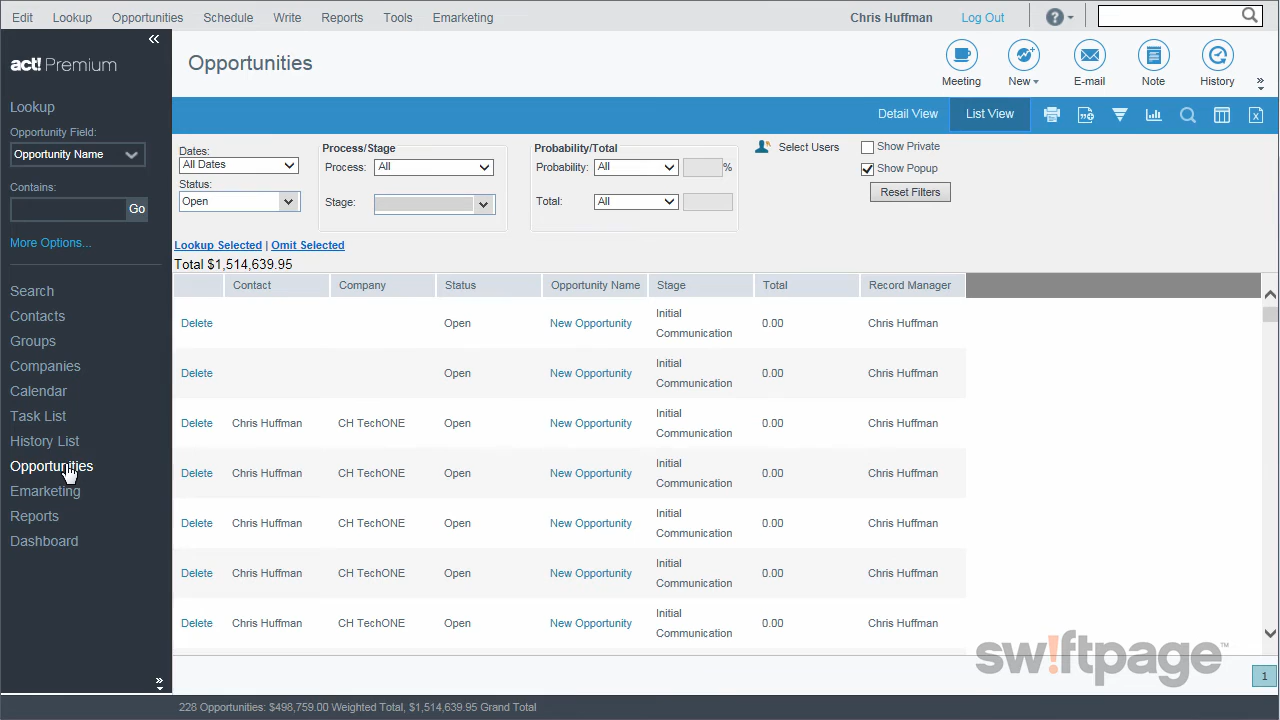 Edit Lookup Opportunities Schedule Write Reports Tools Emarketing Chris Huffman Log Out ?
«
act! Premium
Opportunities
Meeting New E-mail Note History
»
Lookup
Opportunity Field:
Opportunity Name
Contains:
Go
More Options...
Search
Contacts
Groups
Companies
Calendar
Task List
History List
Opportunities
Emarketing
Reports
Dashboard
»
Detail View List View
Dates:
All Dates
Status:
Open
Process/Stage
Process: All
Stage:
Probability/Total
Probability: All %
Total: All
Select Users
Show Private
Show Popup
Reset Filters
Lookup Selected | Omit Selected
Total $1,514,639.95
Contact Company Status Opportunity Name Stage Total Record Manager
Delete Open New Opportunity Initial Communication 0.00 Chris Huffman
Delete Open New Opportunity Initial Communication 0.00 Chris Huffman
Delete Chris Huffman CH TechONE Open New Opportunity Initial Communication 0.00 Chris Huffman
Delete Chris Huffman CH TechONE Open New Opportunity Initial Communication 0.00 Chris Huffman
Delete Chris Huffman CH TechONE Open New Opportunity Initial Communication 0.00 Chris Huffman
Delete Chris Huffman CH TechONE Open New Opportunity Initial Communication 0.00 Chris Huffman
Delete Chris Huffman CH TechONE Open New Opportunity Initial Communication 0.00 Chris Huffman
sw!ftpage™
1
228 Opportunities: $498,759.00 Weighted Total, $1,514,639.95 Grand Total